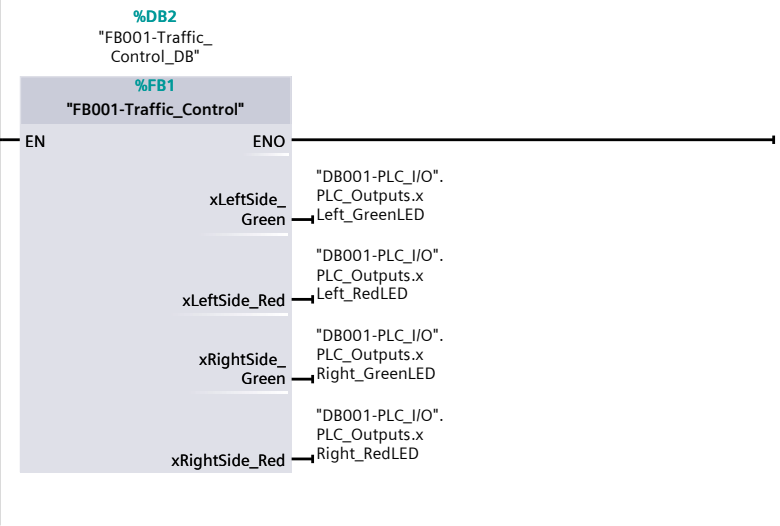 %DB2
"FB001-Traffic_
Control_DB"
%FB1
"FB001-Traffic_Control"
EN
ENO
xLeftSide_
Green
"DB001-PLC_I/O".
PLC_Outputs.x
Left_GreenLED
xLeftSide_Red
"DB001-PLC_I/O".
PLC_Outputs.x
Left_RedLED
xRightSide_
Green
"DB001-PLC_I/O".
PLC_Outputs.x
Right_GreenLED
xRightSide_Red
"DB001-PLC_I/O".
PLC_Outputs.x
Right_RedLED